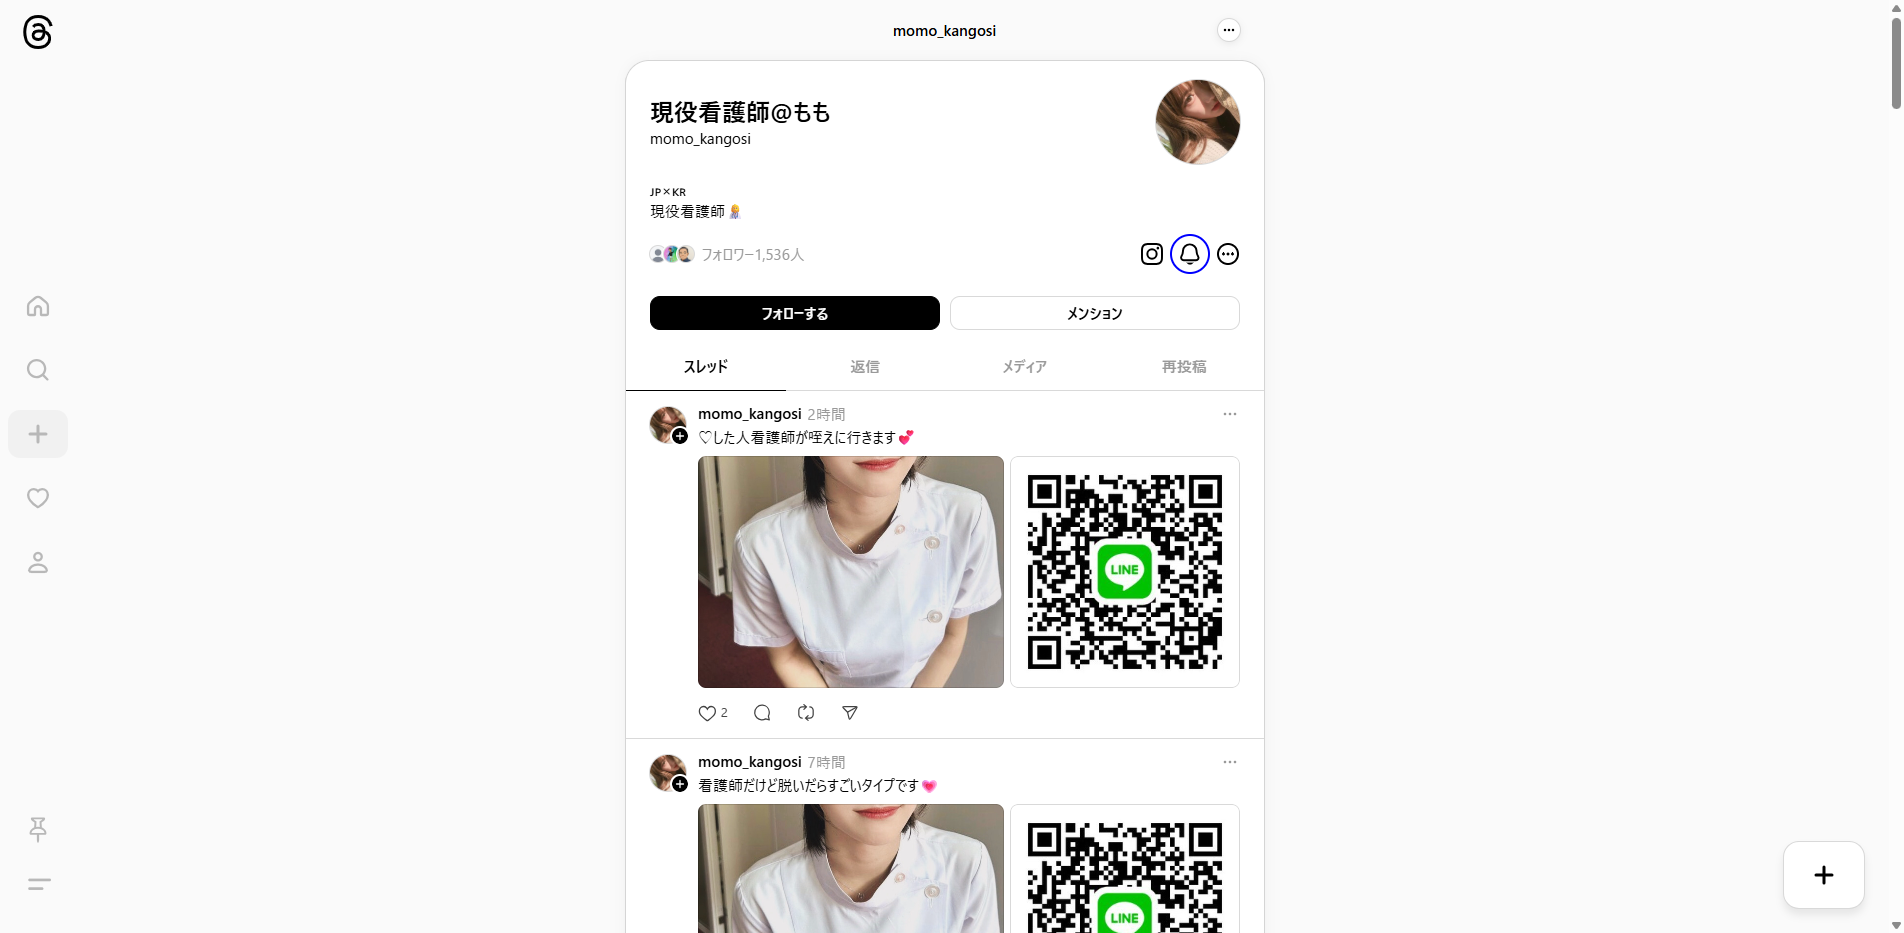 momo_kangosi
現役看護師@もも
momo_kangosi
JP×KR
現役看護師
フォロワー1,536人
フォローする
メンション
スレッド
返信
メディア
再投稿
momo_kangosi 2時間
♡した人看護師が咥えに行きます💕
LINE
2
momo_kangosi 7時間
看護師だけど脱いだらすごいタイプです💗
LINE